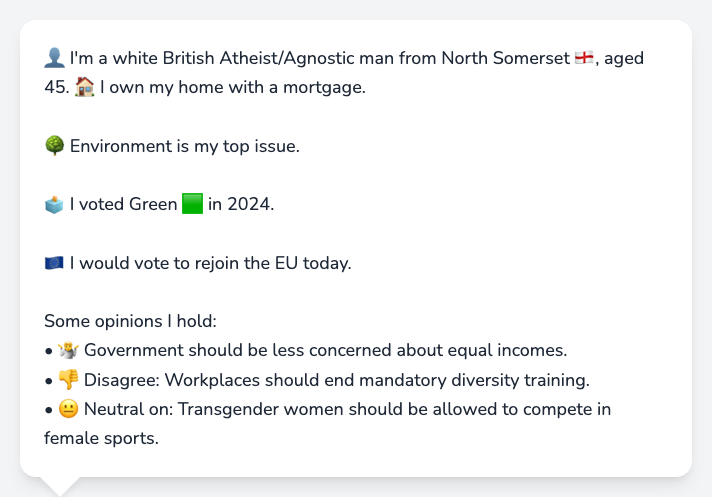 👤 I'm a white British Atheist/Agnostic man from North Somerset 🏴󠁧󠁢󠁥󠁮󠁧󠁿, aged
45. 🏠 I own my home with a mortgage.
🌳 Environment is my top issue.
🗳️ I voted Green 🟩 in 2024.
🇪🇺 I would vote to rejoin the EU today.
Some opinions I hold:
• 🤷 Government should be less concerned about equal incomes.
• 👎 Disagree: Workplaces should end mandatory diversity training.
• 😐 Neutral on: Transgender women should be allowed to compete in
female sports.